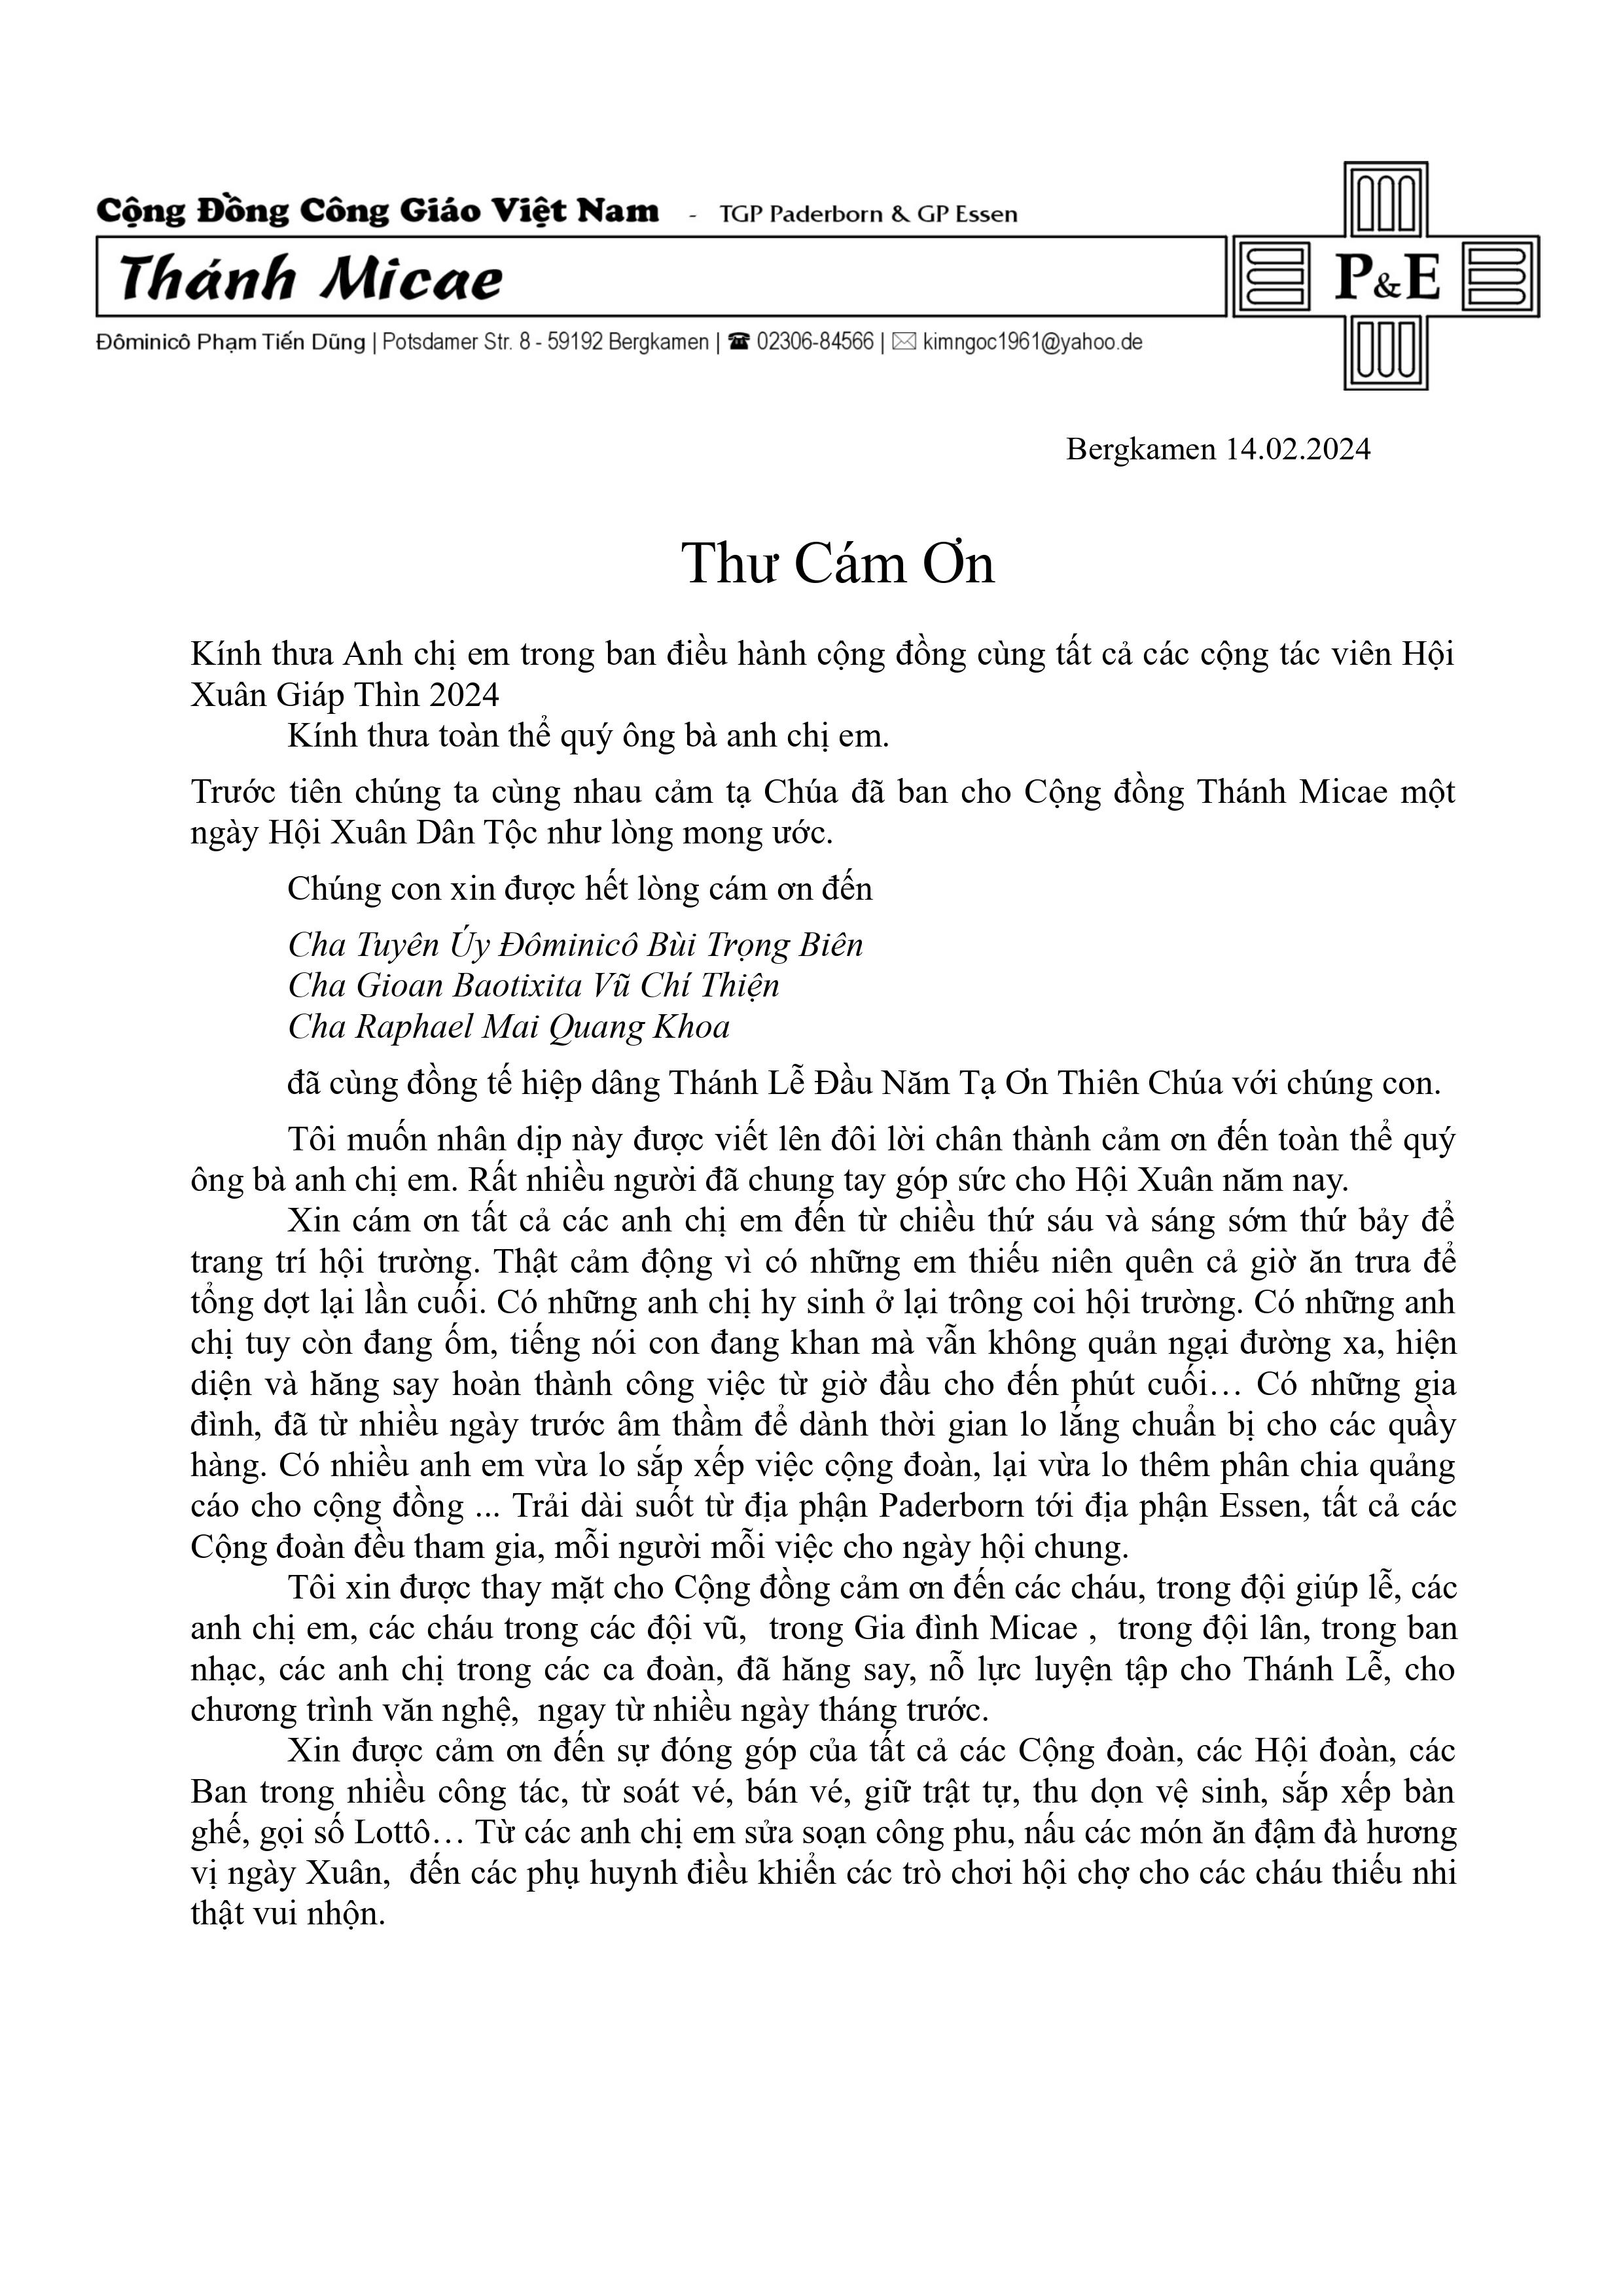 Cộng Đồng Công Giáo Việt Nam - TGP Paderborn & GP Essen
Thánh Micae
P&E
Đôminicô Phạm Tiến Dũng | Potsdamer Str. 8 - 59192 Bergkamen | ☎ 02306-84566 | ✉ kimngoc1961@yahoo.de
Bergkamen 14.02.2024
Thư Cám Ơn
Kính thưa Anh chị em trong ban điều hành cộng đồng cùng tất cả các cộng tác viên Hội
Xuân Giáp Thìn 2024
Kính thưa toàn thể quý ông bà anh chị em.
Trước tiên chúng ta cùng nhau cảm tạ Chúa đã ban cho Cộng đồng Thánh Micae một
ngày Hội Xuân Dân Tộc như lòng mong ước.
Chúng con xin được hết lòng cám ơn đến
Cha Tuyên Úy Đôminicô Bùi Trọng Biên
Cha Gioan Baotixita Vũ Chí Thiện
Cha Raphael Mai Quang Khoa
đã cùng đồng tế hiệp dâng Thánh Lễ Đầu Năm Tạ Ơn Thiên Chúa với chúng con.
Tôi muốn nhân dịp này được viết lên đôi lời chân thành cảm ơn đến toàn thể quý
ông bà anh chị em. Rất nhiều người đã chung tay góp sức cho Hội Xuân năm nay.
Xin cám ơn tất cả các anh chị em đến từ chiều thứ sáu và sáng sớm thứ bảy để
trang trí hội trường. Thật cảm động vì có những em thiếu niên quên cả giờ ăn trưa để
tổng dợt lại lần cuối. Có những anh chị hy sinh ở lại trông coi hội trường. Có những anh
chị tuy còn đang ốm, tiếng nói con đang khan mà vẫn không quản ngại đường xa, hiện
diện và hăng say hoàn thành công việc từ giờ đầu cho đến phút cuối… Có những gia
đình, đã từ nhiều ngày trước âm thầm để dành thời gian lo lắng chuẩn bị cho các quầy
hàng. Có nhiều anh em vừa lo sắp xếp việc cộng đoàn, lại vừa lo thêm phân chia quảng
cáo cho cộng đồng ... Trải dài suốt từ địa phận Paderborn tới địa phận Essen, tất cả các
Cộng đoàn đều tham gia, mỗi người mỗi việc cho ngày hội chung.
Tôi xin được thay mặt cho Cộng đồng cảm ơn đến các cháu, trong đội giúp lễ, các
anh chị em, các cháu trong các đội vũ, trong Gia đình Micae , trong đội lân, trong ban
nhạc, các anh chị trong các ca đoàn, đã hăng say, nỗ lực luyện tập cho Thánh Lễ, cho
chương trình văn nghệ, ngay từ nhiều ngày tháng trước.
Xin được cảm ơn đến sự đóng góp của tất cả các Cộng đoàn, các Hội đoàn, các
Ban trong nhiều công tác, từ soát vé, bán vé, giữ trật tự, thu dọn vệ sinh, sắp xếp bàn
ghế, gọi số Lottô… Từ các anh chị em sửa soạn công phu, nấu các món ăn đậm đà hương
vị ngày Xuân, đến các phụ huynh điều khiển các trò chơi hội chợ cho các cháu thiếu nhi
thật vui nhộn.